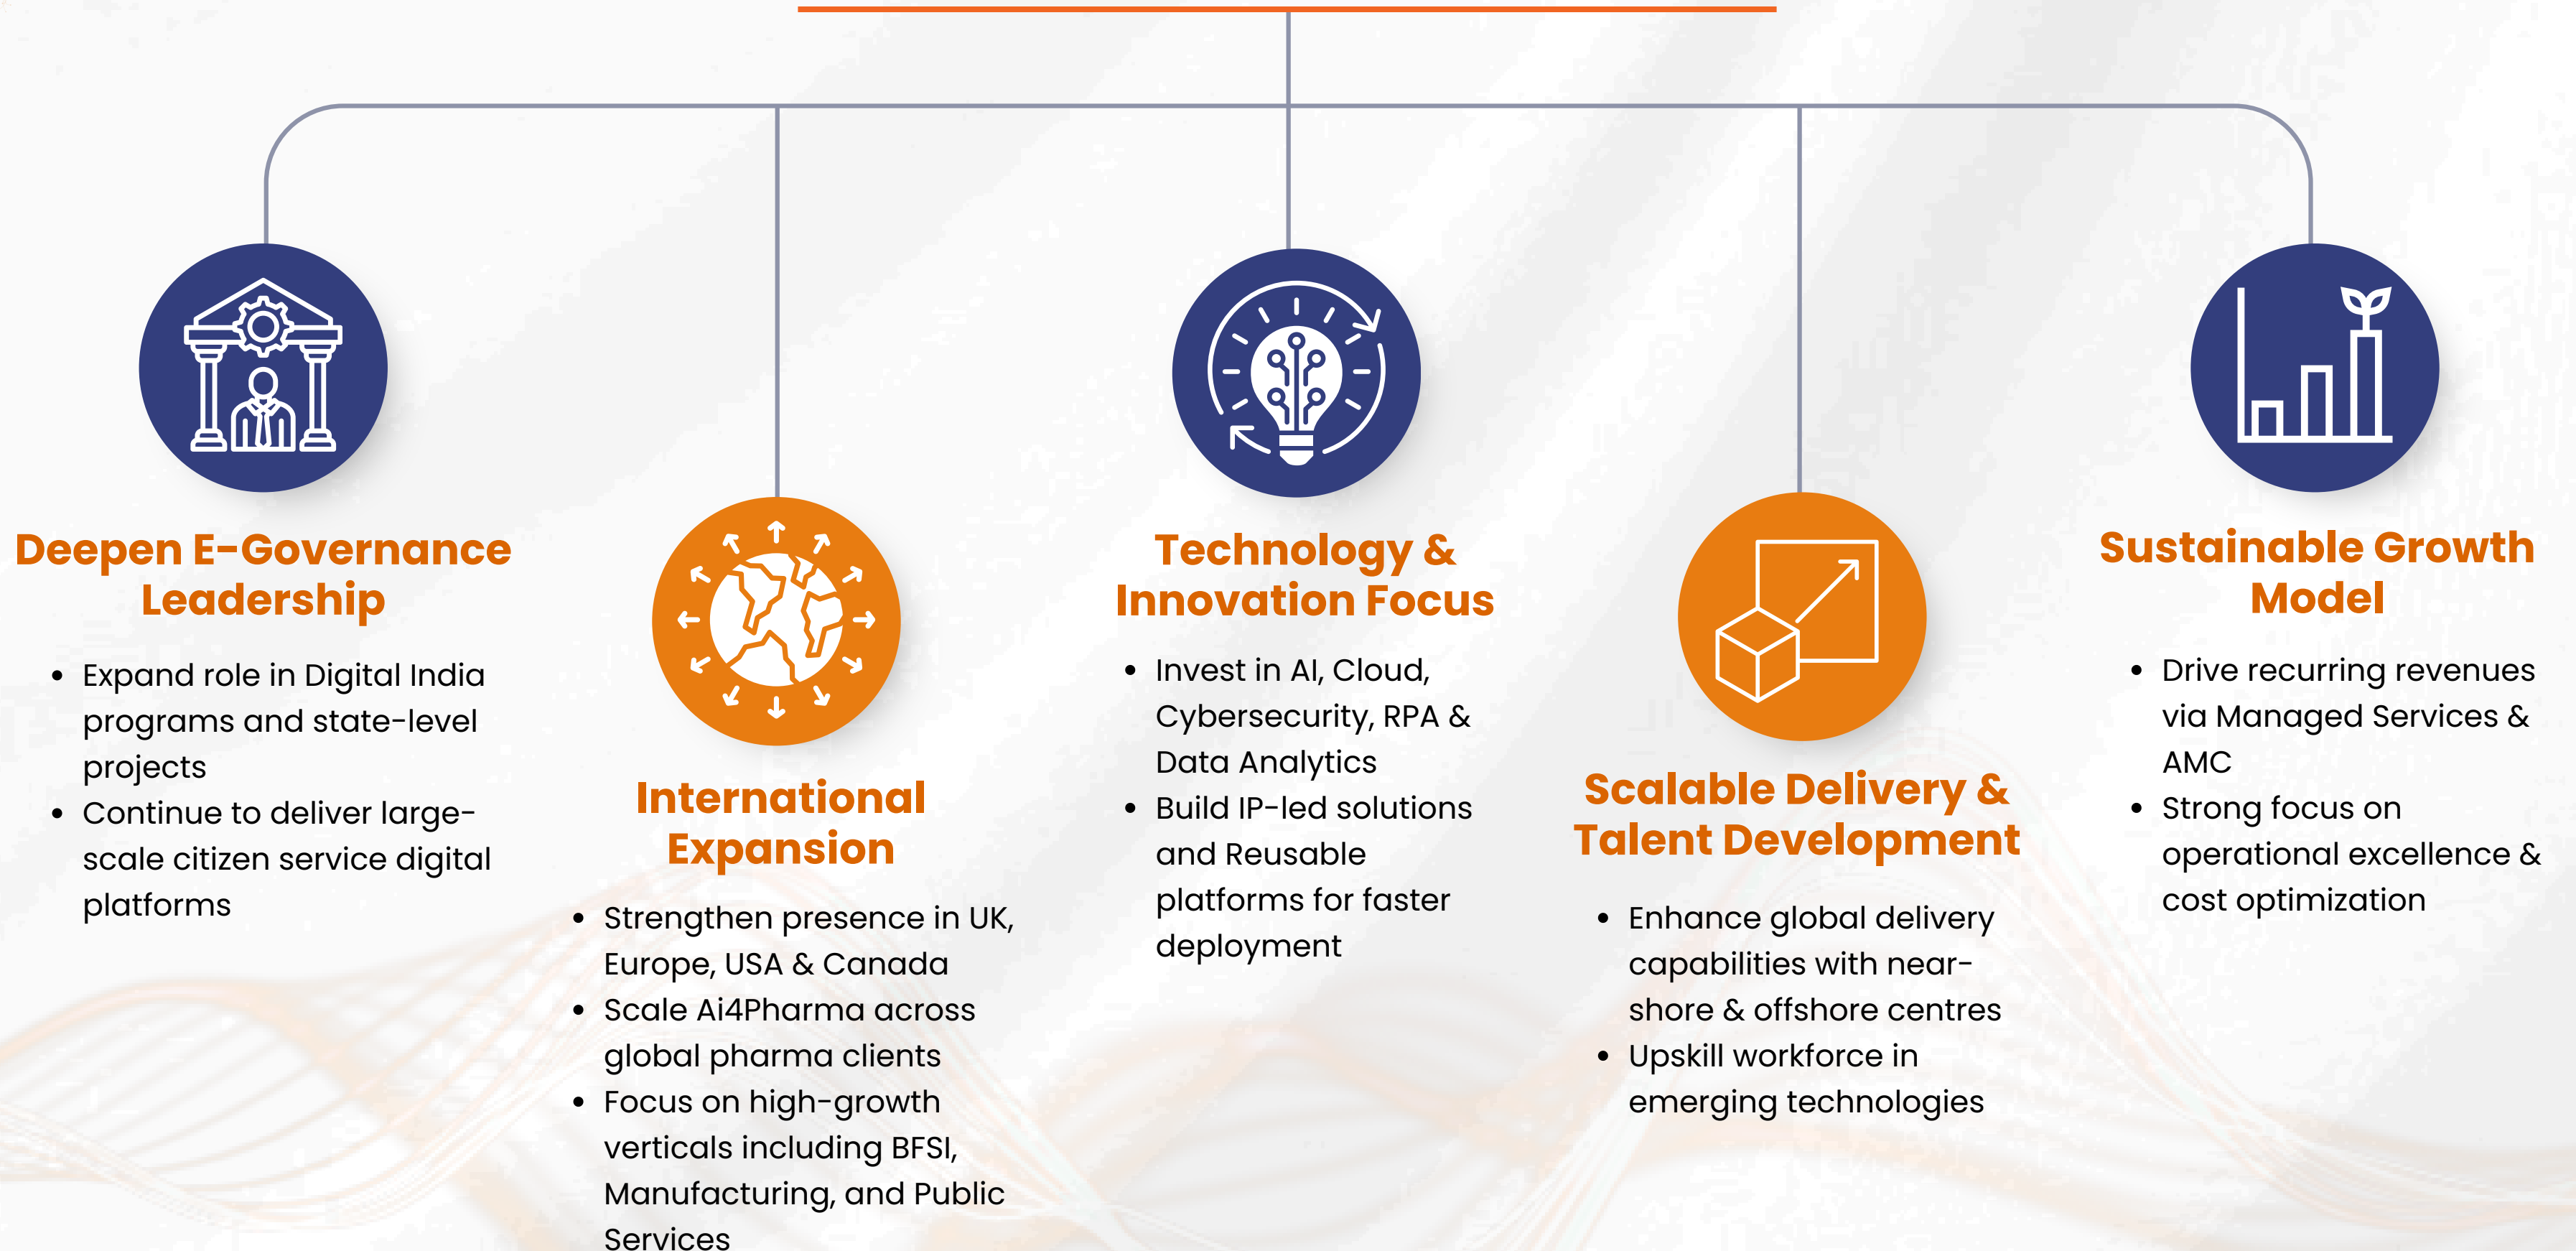 Deepen E-Governance
Leadership
• Expand role in Digital India
programs and state-level
projects
• Continue to deliver large-
scale citizen service digital
platforms
International
Expansion
• Strengthen presence in UK,
Europe, USA & Canada
• Scale Ai4Pharma across
global pharma clients
• Focus on high-growth
verticals including BFSI,
Manufacturing, and Public
Services
Technology &
Innovation Focus
• Invest in AI, Cloud,
Cybersecurity, RPA &
Data Analytics
• Build IP-led solutions
and Reusable
platforms for faster
deployment
Scalable Delivery &
Talent Development
• Enhance global delivery
capabilities with near-
shore & offshore centres
• Upskill workforce in
emerging technologies
Sustainable Growth
Model
• Drive recurring revenues
via Managed Services &
AMC
• Strong focus on
operational excellence &
cost optimization